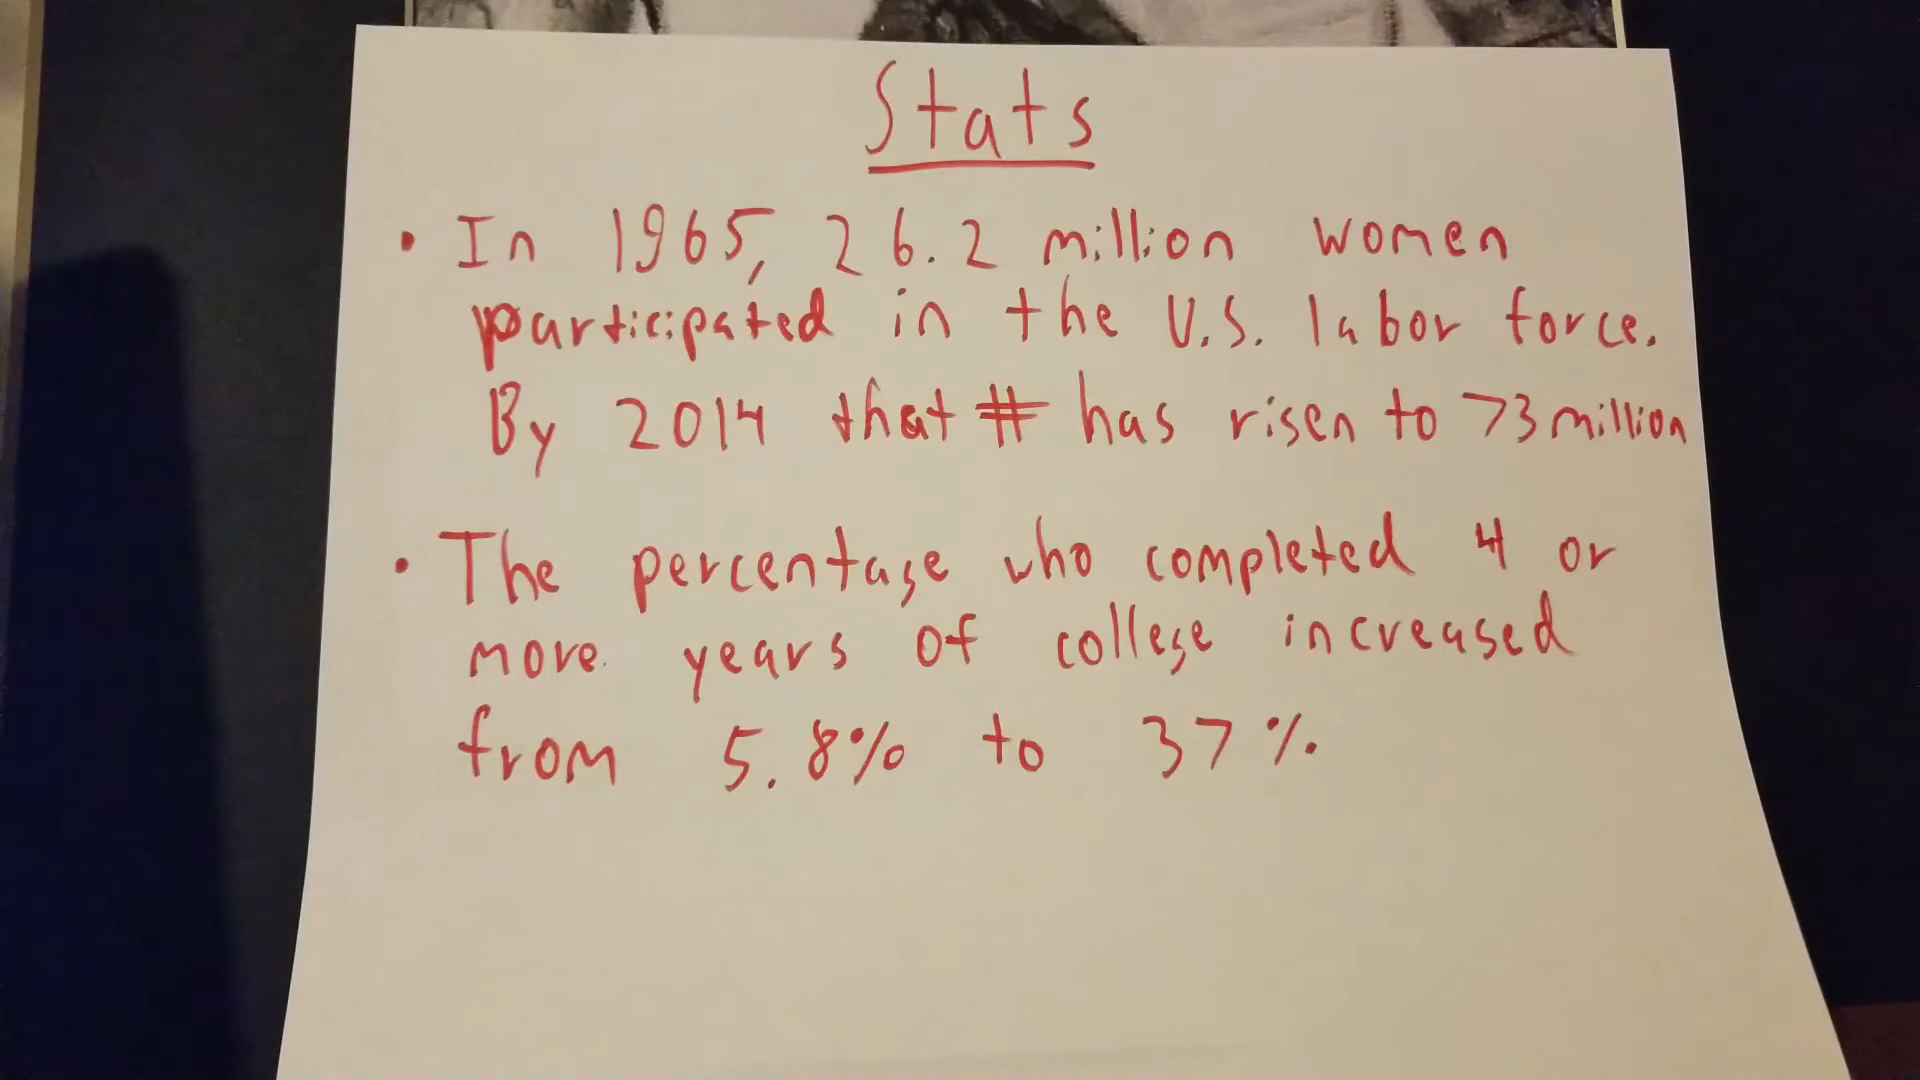 Stats
• In 1965, 26.2 million women
participated in the U.S. labor force.
By 2014 that # has risen to 73 million
• The percentage who completed 4 or
more years of college increased
from 5.8% to 37%